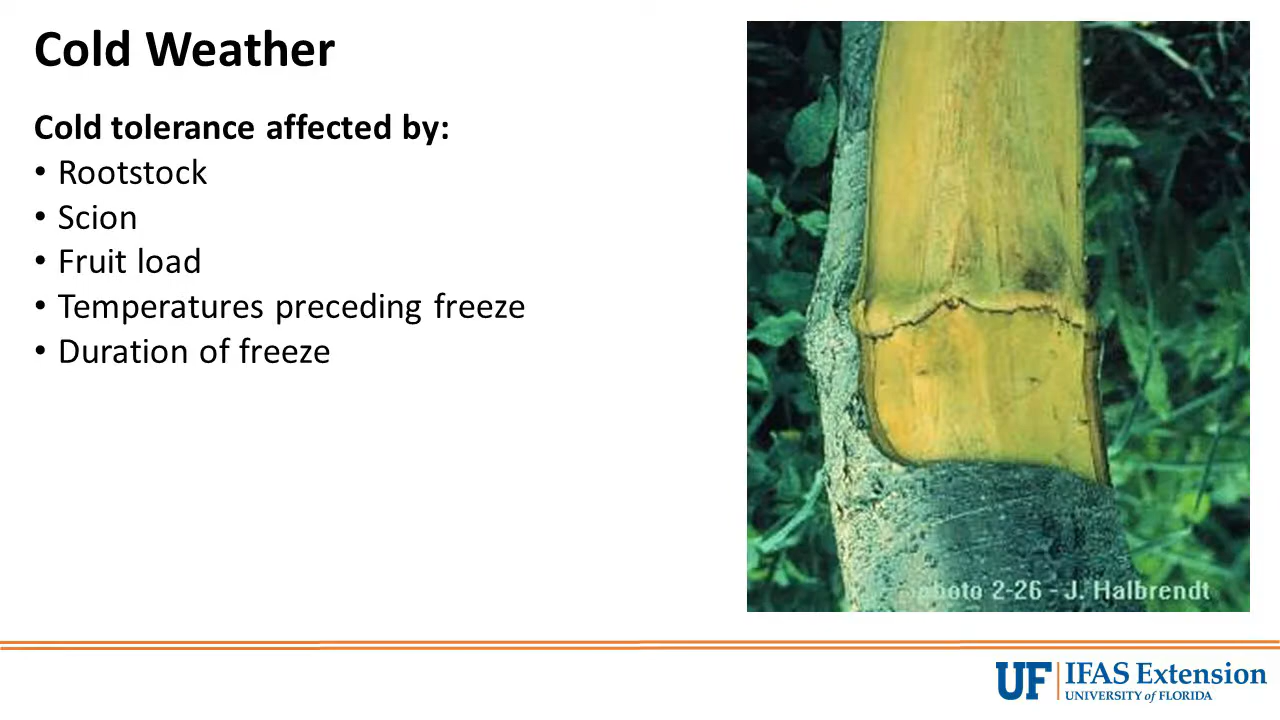 Cold Weather
Cold tolerance affected by:
• Rootstock
• Scion
• Fruit load
• Temperatures preceding freeze
• Duration of freeze
photo 2-26 - J. Halbrendt
UF IFAS Extension
UNIVERSITY of FLORIDA